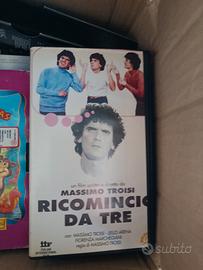 un film scritto e diretto da
MASSIMO TROISI
RICOMINCIO
DA TRE
con MASSIMO TROISI · LELLO ARENA
FIORENZA MARCHEGIANI
regia di MASSIMO TROISI
itr
subito